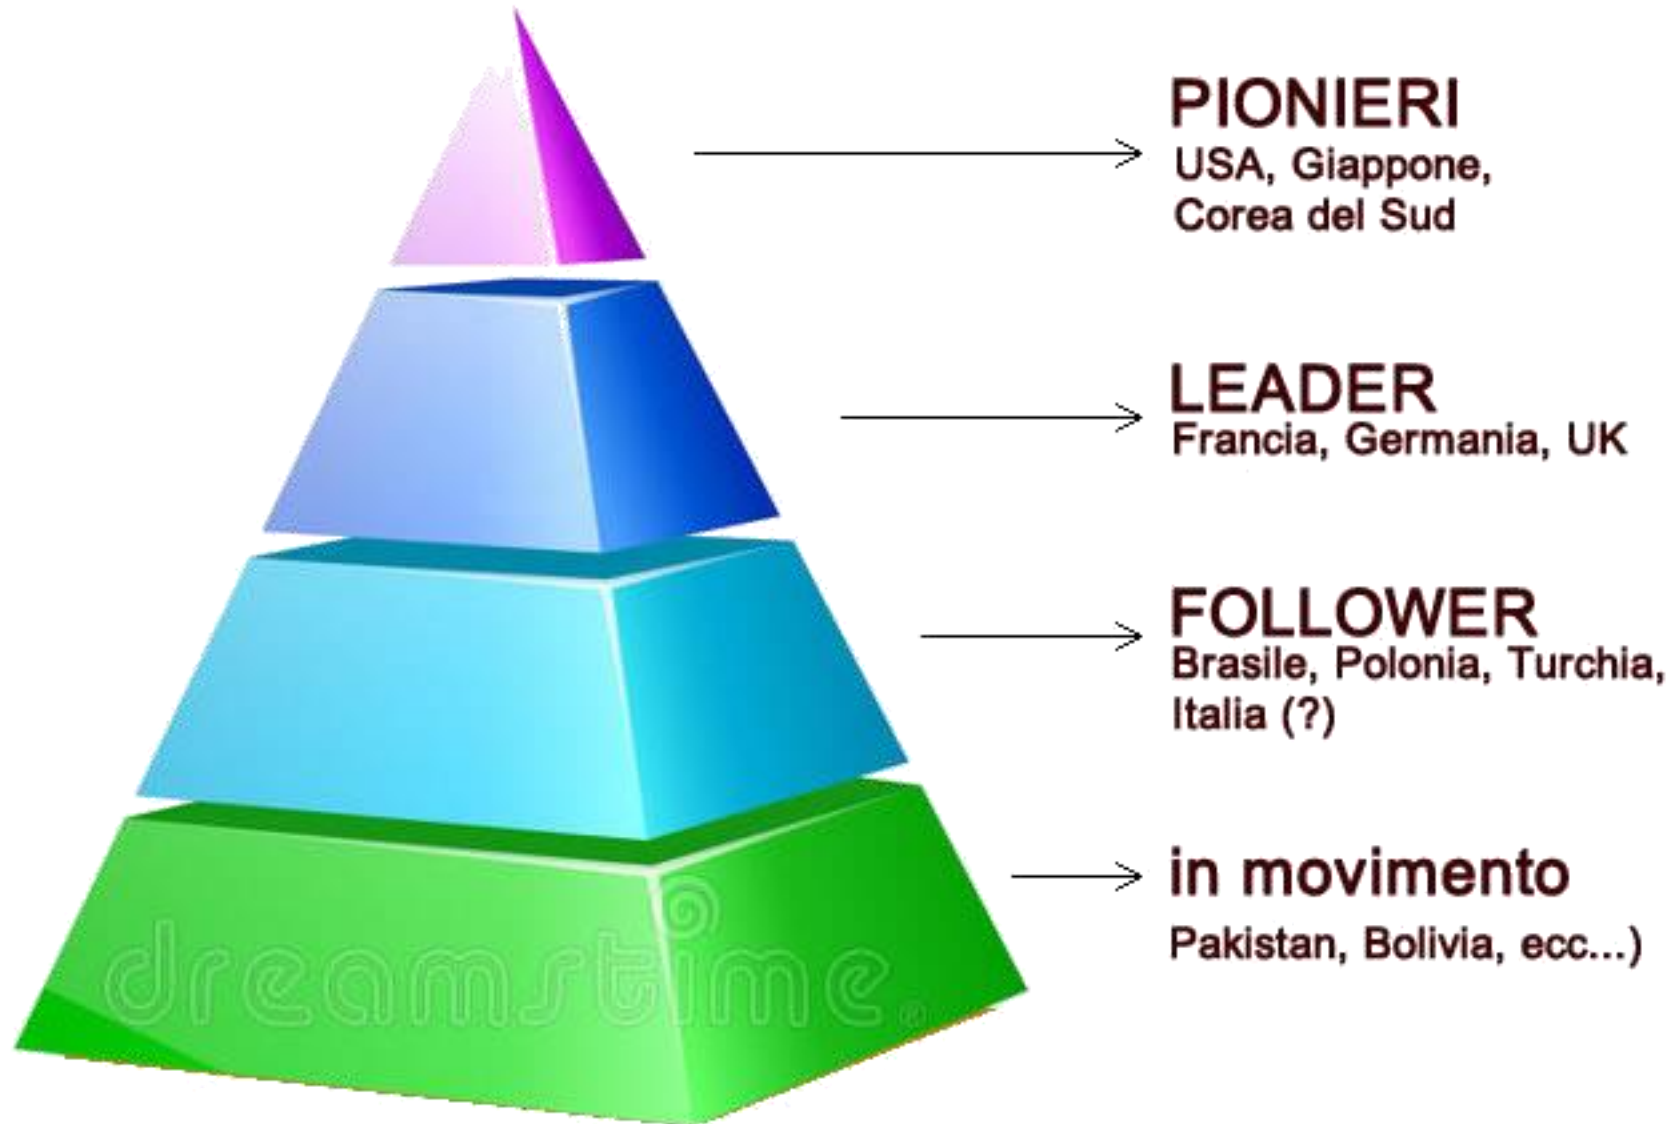 PIONIERI
USA, Giappone,
Corea del Sud
LEADER
Francia, Germania, UK
FOLLOWER
Brasile, Polonia, Turchia,
Italia (?)
in movimento
Pakistan, Bolivia, ecc...)
dreamstime®